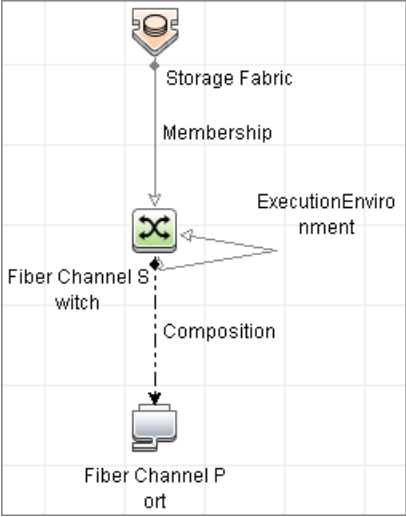 Storage Fabric
Membership
ExecutionEnviro
nment
Fiber Channel S
witch
Composition
Fiber Channel P
ort